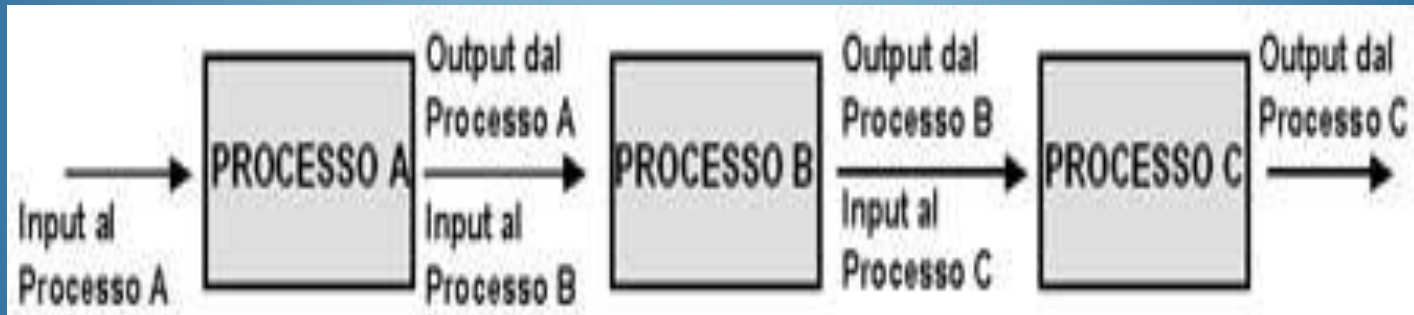 Input al
Processo A
PROCESSO A
Output dal
Processo A
Input al
Processo B
PROCESSO B
Output dal
Processo B
Input al
Processo C
PROCESSO C
Output dal
Processo C